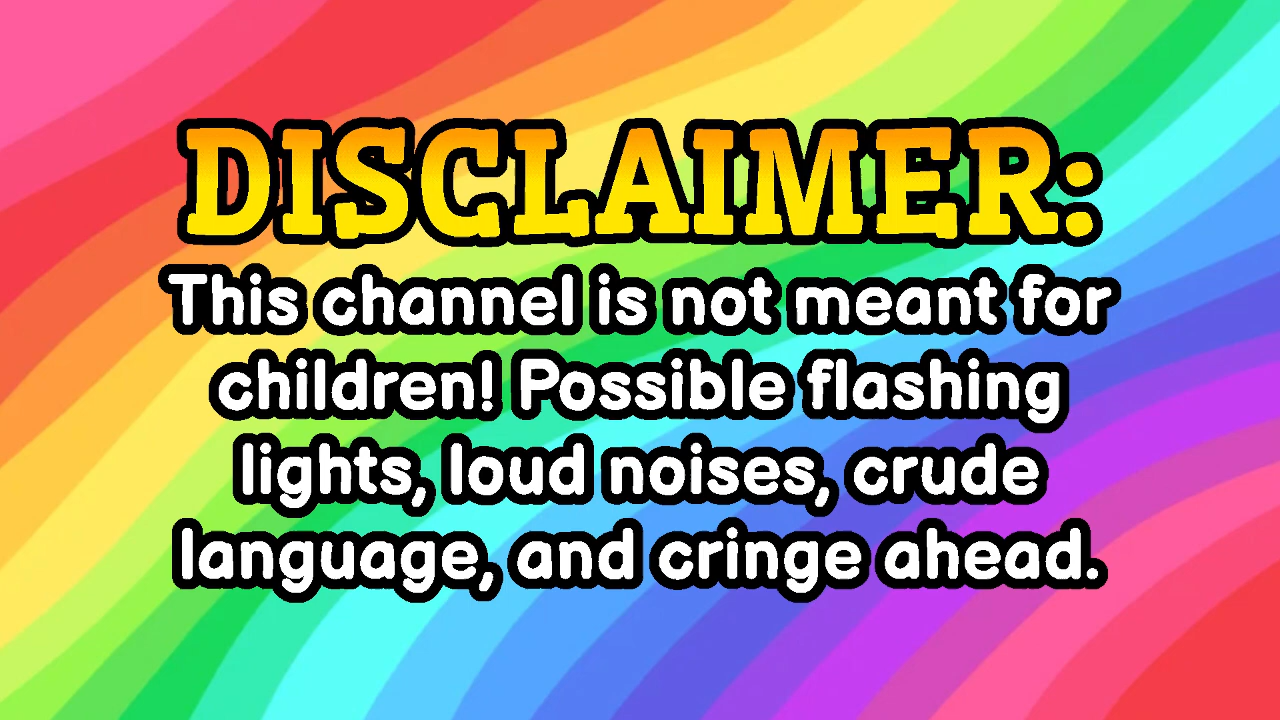 DISCLAIMER:
This channel is not meant for
children! Possible flashing
lights, loud noises, crude
language, and cringe ahead.